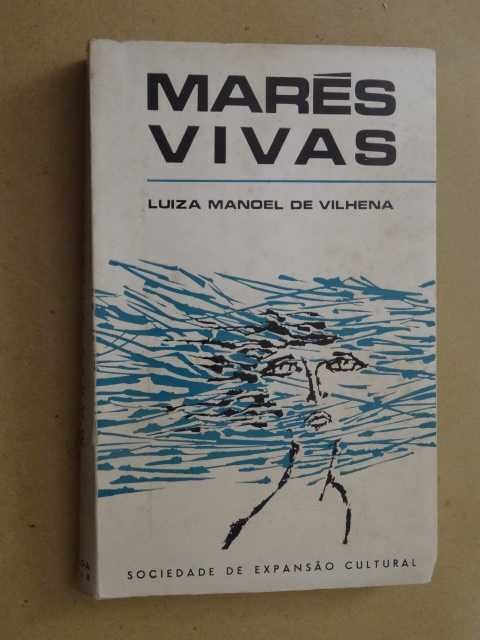 MARÉS
VIVAS
LUIZA MANOEL DE VILHENA
SOCIEDADE DE EXPANSÃO CULTURAL